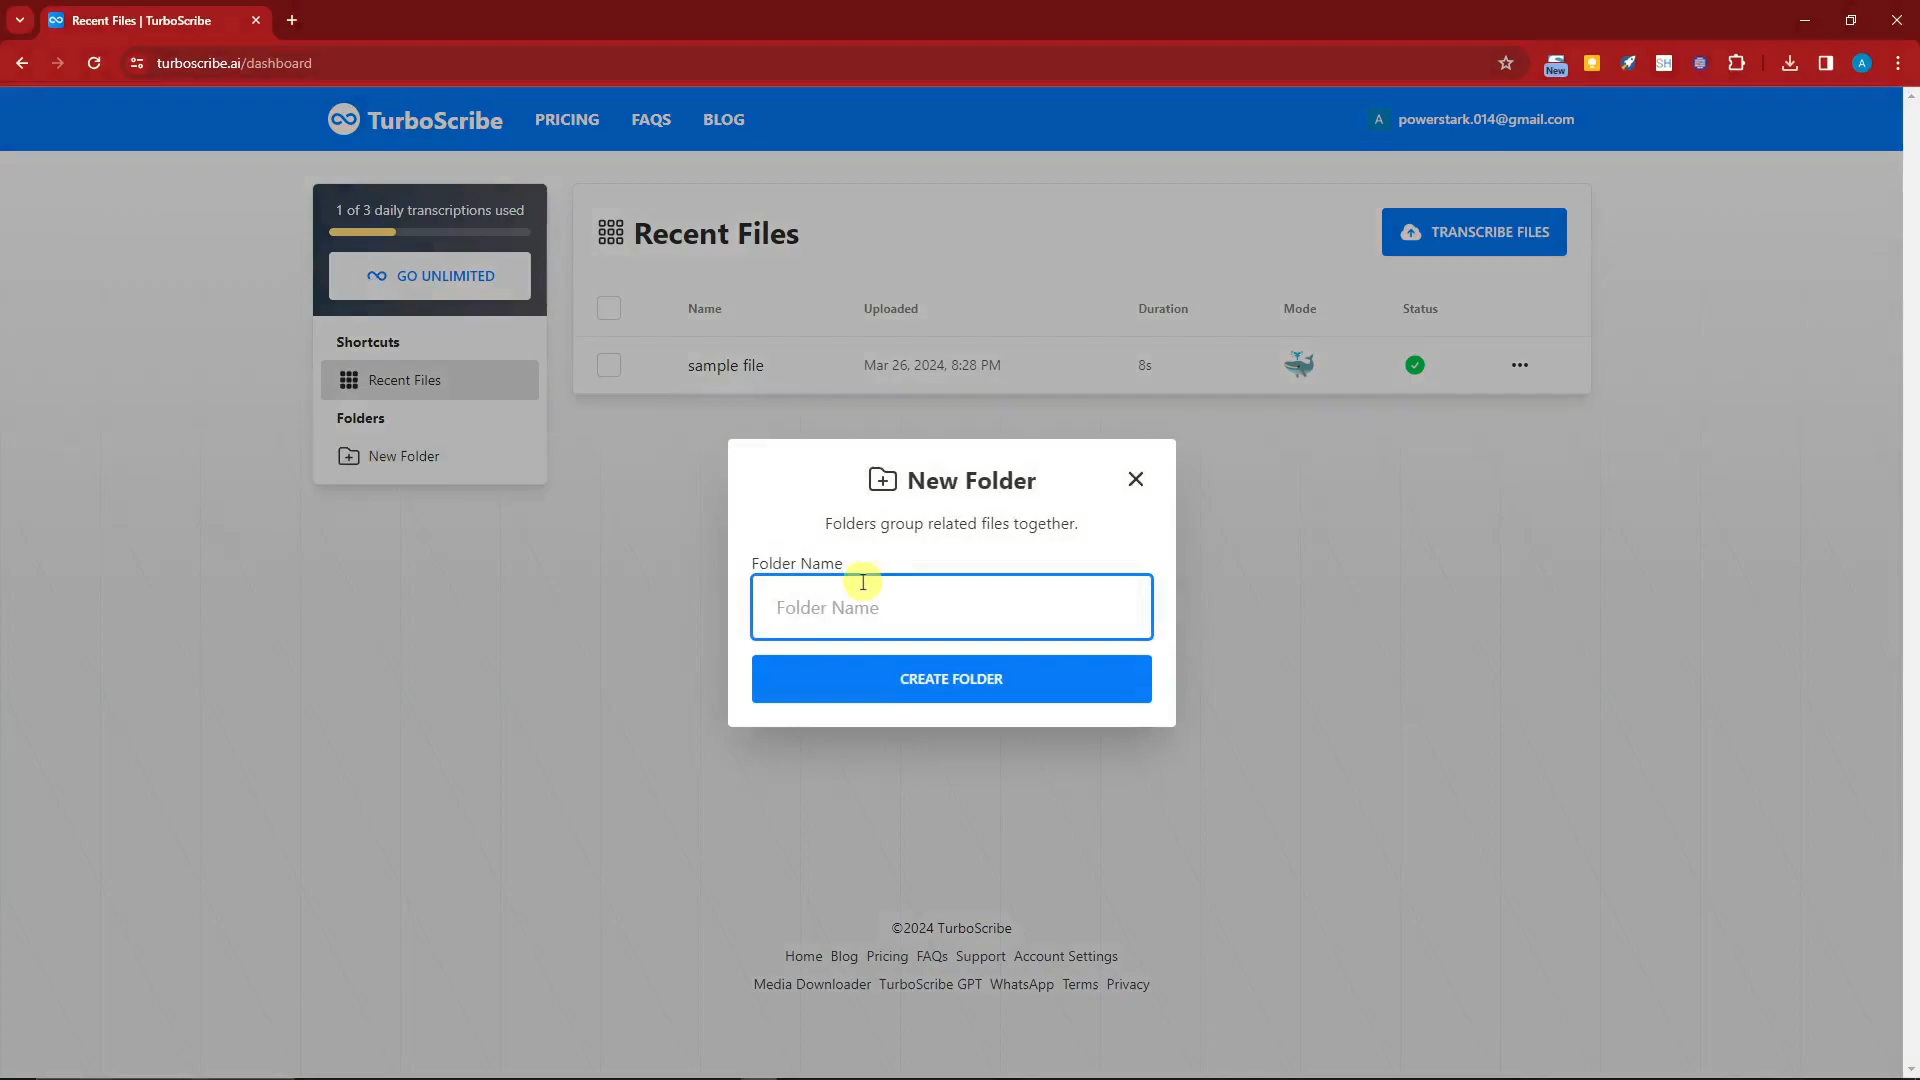 Recent Files | TurboScribe
turboscribe.ai/dashboard
New
SH
A
TurboScribe
PRICING
FAQS
BLOG
A
powerstark.014@gmail.com
1 of 3 daily transcriptions used
GO UNLIMITED
Shortcuts
Recent Files
Folders
New Folder
Recent Files
TRANSCRIBE FILES
Name Uploaded Duration Mode Status
sample file Mar 26, 2024, 8:28 PM 8s
New Folder
Folders group related files together.
Folder Name
Folder Name
CREATE FOLDER
©2024 TurboScribe
Home Blog Pricing FAQs Support Account Settings
Media Downloader TurboScribe GPT WhatsApp Terms Privacy